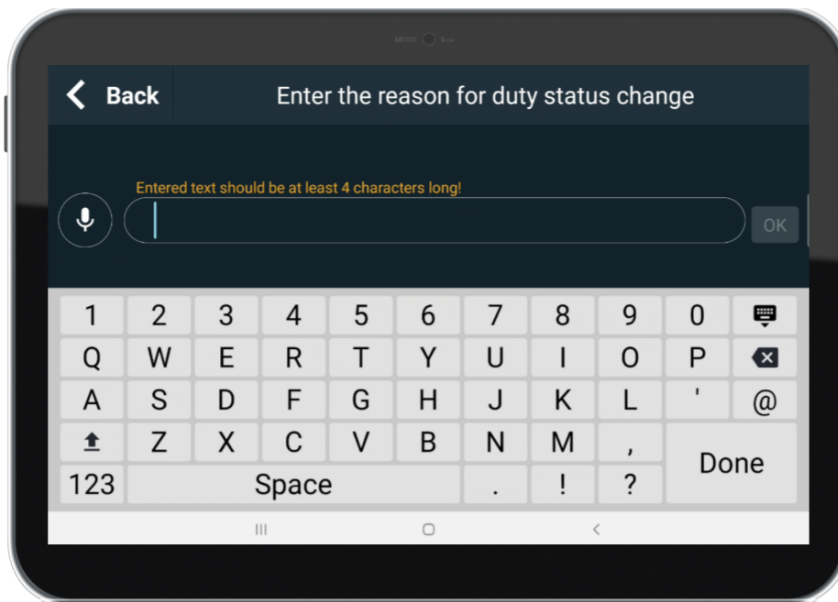 Back
Enter the reason for duty status change
Entered text should be at least 4 characters long!
OK
1 2 3 4 5 6 7 8 9 0
Q W E R T Y U I O P
A S D F G H J K L ' @
Z X C V B N M ,
Done
123 Space . ! ?